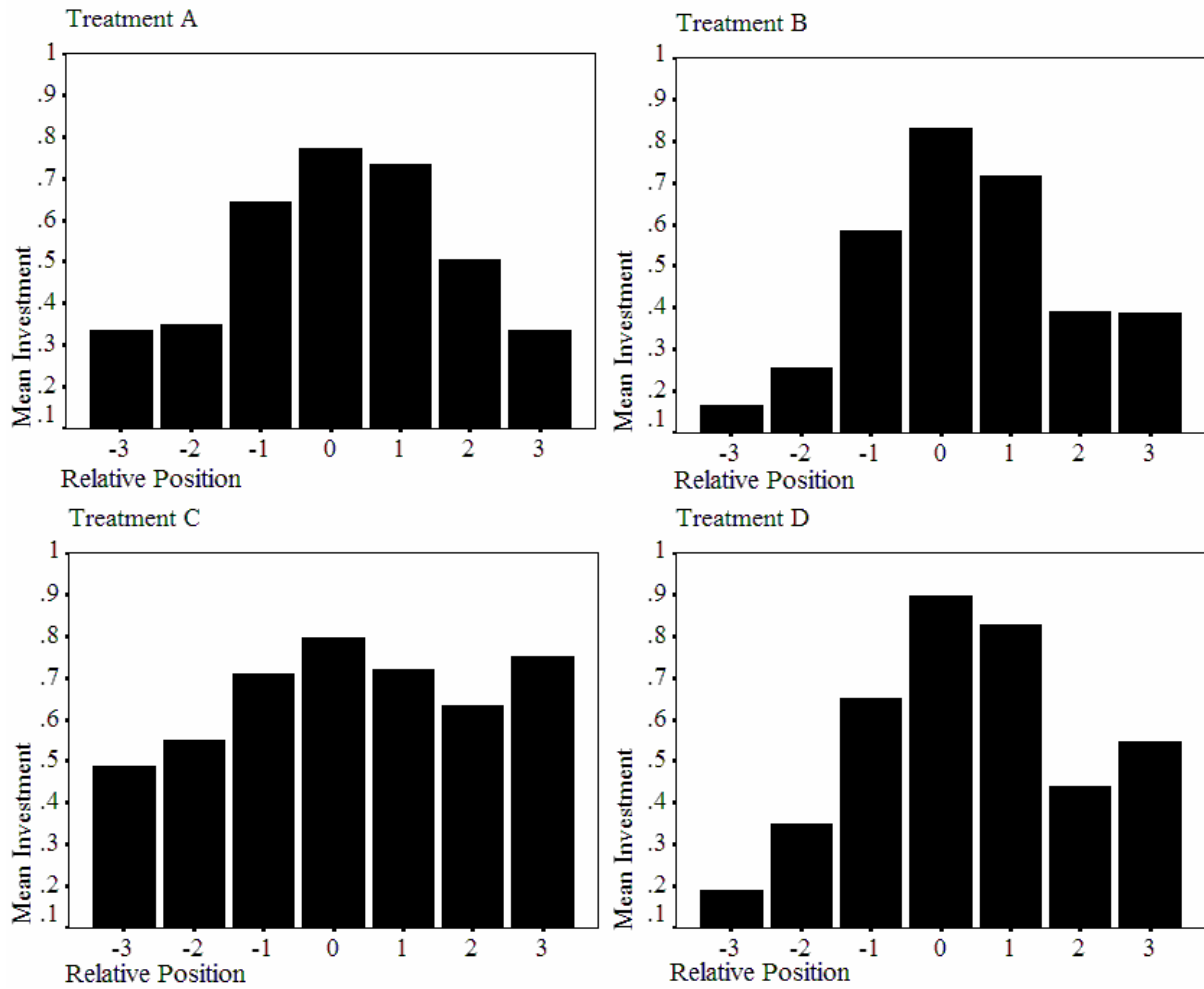 Treatment A
1
.9
.8
.7
.6
.5
.4
.3
.2
.1
Mean Investment
-3 -2 -1 0 1 2 3
Relative Position
Treatment B
1
.9
.8
.7
.6
.5
.4
.3
.2
.1
Mean Investment
-3 -2 -1 0 1 2 3
Relative Position
Treatment C
1
.9
.8
.7
.6
.5
.4
.3
.2
.1
Mean Investment
-3 -2 -1 0 1 2 3
Relative Position
Treatment D
1
.9
.8
.7
.6
.5
.4
.3
.2
.1
Mean Investment
-3 -2 -1 0 1 2 3
Relative Position